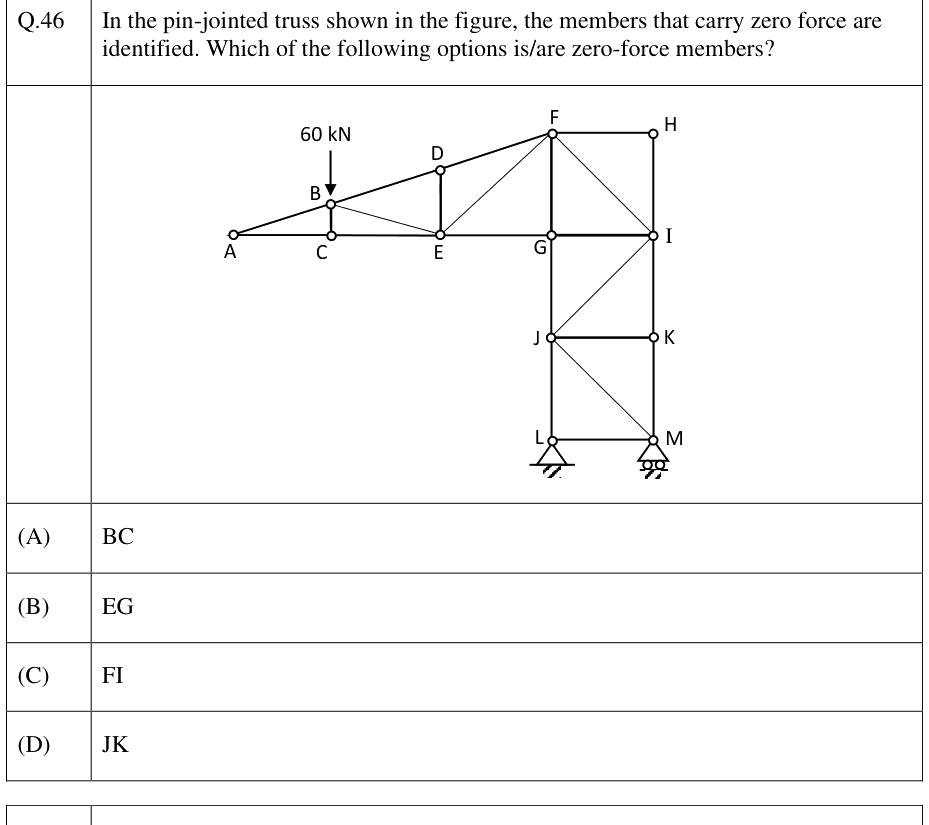 Q.46
In the pin-jointed truss shown in the figure, the members that carry zero force are
identified. Which of the following options is/are zero-force members?
F
H
60 kN
D
B
A
C
E
G
I
J
K
L
M
(A)
BC
(B)
EG
(C)
FI
(D)
JK